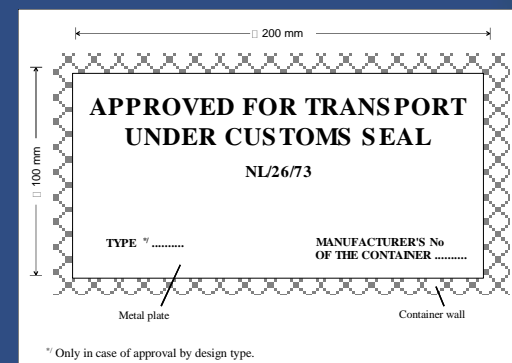 □ 200 mm
□ 100 mm
APPROVED FOR TRANSPORT
UNDER CUSTOMS SEAL
NL/26/73
TYPE */ ..........
MANUFACTURER'S No
OF THE CONTAINER ..........
Metal plate
Container wall
*/ Only in case of approval by design type.